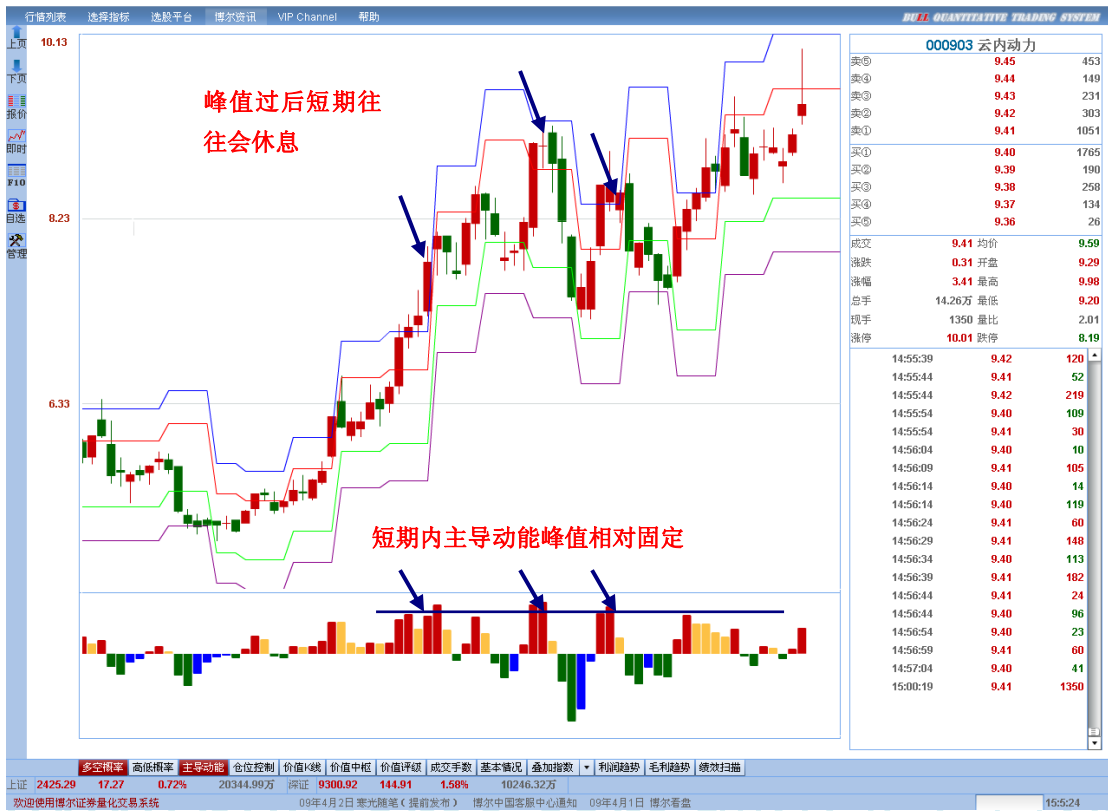 行情列表 选择指标 选股平台 博尔资讯 VIP Channel 帮助 BULL QUANTITATIVE TRADING SYSTEM
上页
下页
报价
即时
F10
自选
管理
10.13
8.23
6.33
峰值过后短期往
往会休息
短期内主导动能峰值相对固定
000903 云内动力
卖⑤ 9.45 453
卖④ 9.44 149
卖③ 9.43 231
卖② 9.42 303
卖① 9.41 1051
买① 9.40 1765
买② 9.39 190
买③ 9.38 258
买④ 9.37 134
买⑤ 9.36 26
成交 9.41 均价 9.59
涨跌 0.31 开盘 9.29
涨幅 3.41 最高 9.98
总手 14.26万 最低 9.20
现手 1350 量比 2.01
涨停 10.01 跌停 8.19
14:55:39 9.42 120
14:55:44 9.41 52
14:55:44 9.42 219
14:55:54 9.40 109
14:55:54 9.41 30
14:56:04 9.40 10
14:56:09 9.41 105
14:56:14 9.40 14
14:56:14 9.40 119
14:56:24 9.41 60
14:56:29 9.41 148
14:56:34 9.40 113
14:56:39 9.41 182
14:56:44 9.41 24
14:56:44 9.40 96
14:56:54 9.40 23
14:56:59 9.41 60
14:57:04 9.40 41
15:00:19 9.41 1350
多空概率 高低概率 主导动能 仓位控制 价值K线 价值中枢 价值评级 成交手数 基本情况 叠加指数 利润趋势 毛利趋势 绩效扫描
上证 2425.29 17.27 0.72% 20344.99万 深证 9300.92 144.91 1.58% 10246.32万
欢迎使用博尔证券量化交易系统 09年4月2日寒光随笔(提前发布) 博尔中国客服中心通知 09年4月1日 博尔看盘 15:5:24